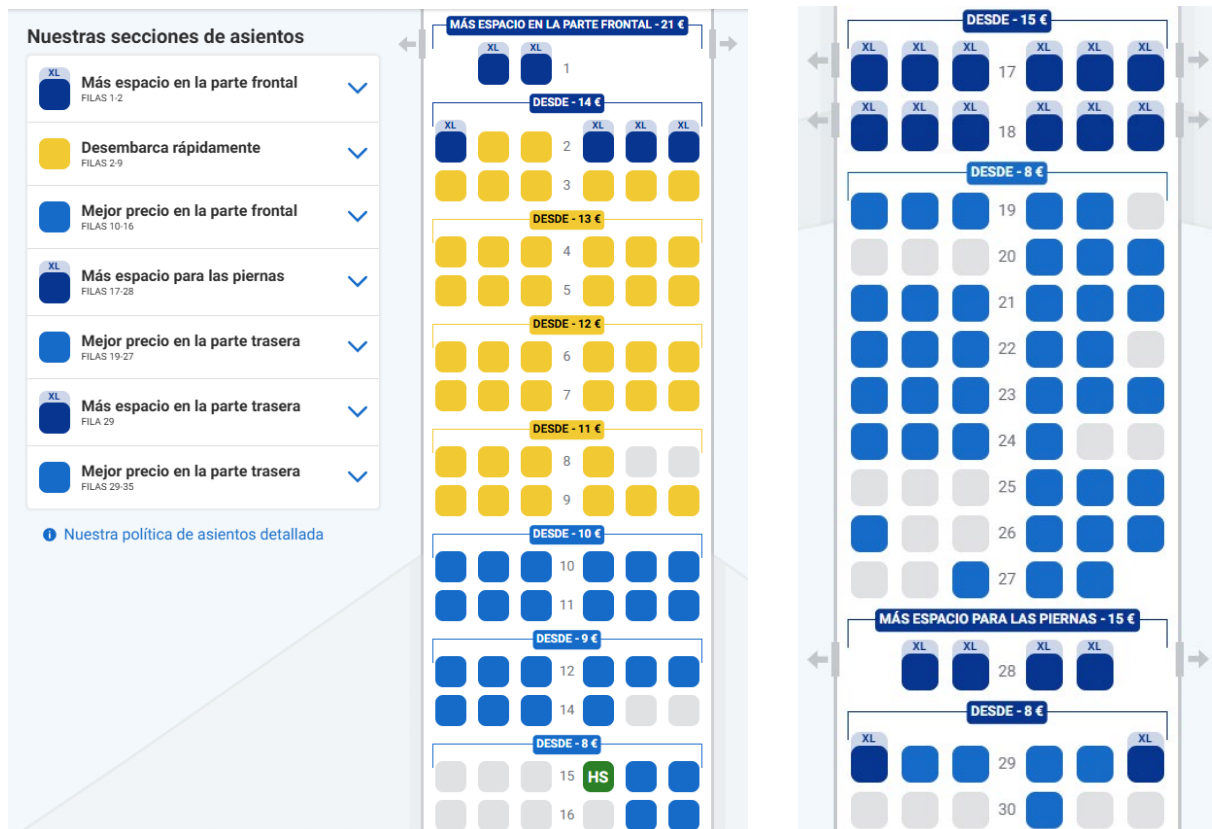 Nuestras secciones de asientos
XL
Más espacio en la parte frontal
FILAS 1-2
Desembarca rápidamente
FILAS 2-9
Mejor precio en la parte frontal
FILAS 10-16
XL
Más espacio para las piernas
FILAS 17-28
Mejor precio en la parte trasera
FILAS 19-27
XL
Más espacio en la parte trasera
FILA 29
Mejor precio en la parte trasera
FILAS 29-35
Nuestra política de asientos detallada
MÁS ESPACIO EN LA PARTE FRONTAL - 21 €
XL XL
1
DESDE - 14 €
XL XL XL XL
2
3
DESDE - 13 €
4
5
DESDE - 12 €
6
7
DESDE - 11 €
8
9
DESDE - 10 €
10
11
DESDE - 9 €
12
14
DESDE - 8 €
15 HS
16
DESDE - 15 €
XL XL XL XL XL XL
17
XL XL XL XL XL XL
18
DESDE - 8 €
19
20
21
22
23
24
25
26
27
MÁS ESPACIO PARA LAS PIERNAS - 15 €
XL XL XL XL
28
DESDE - 8 €
XL XL
29
30